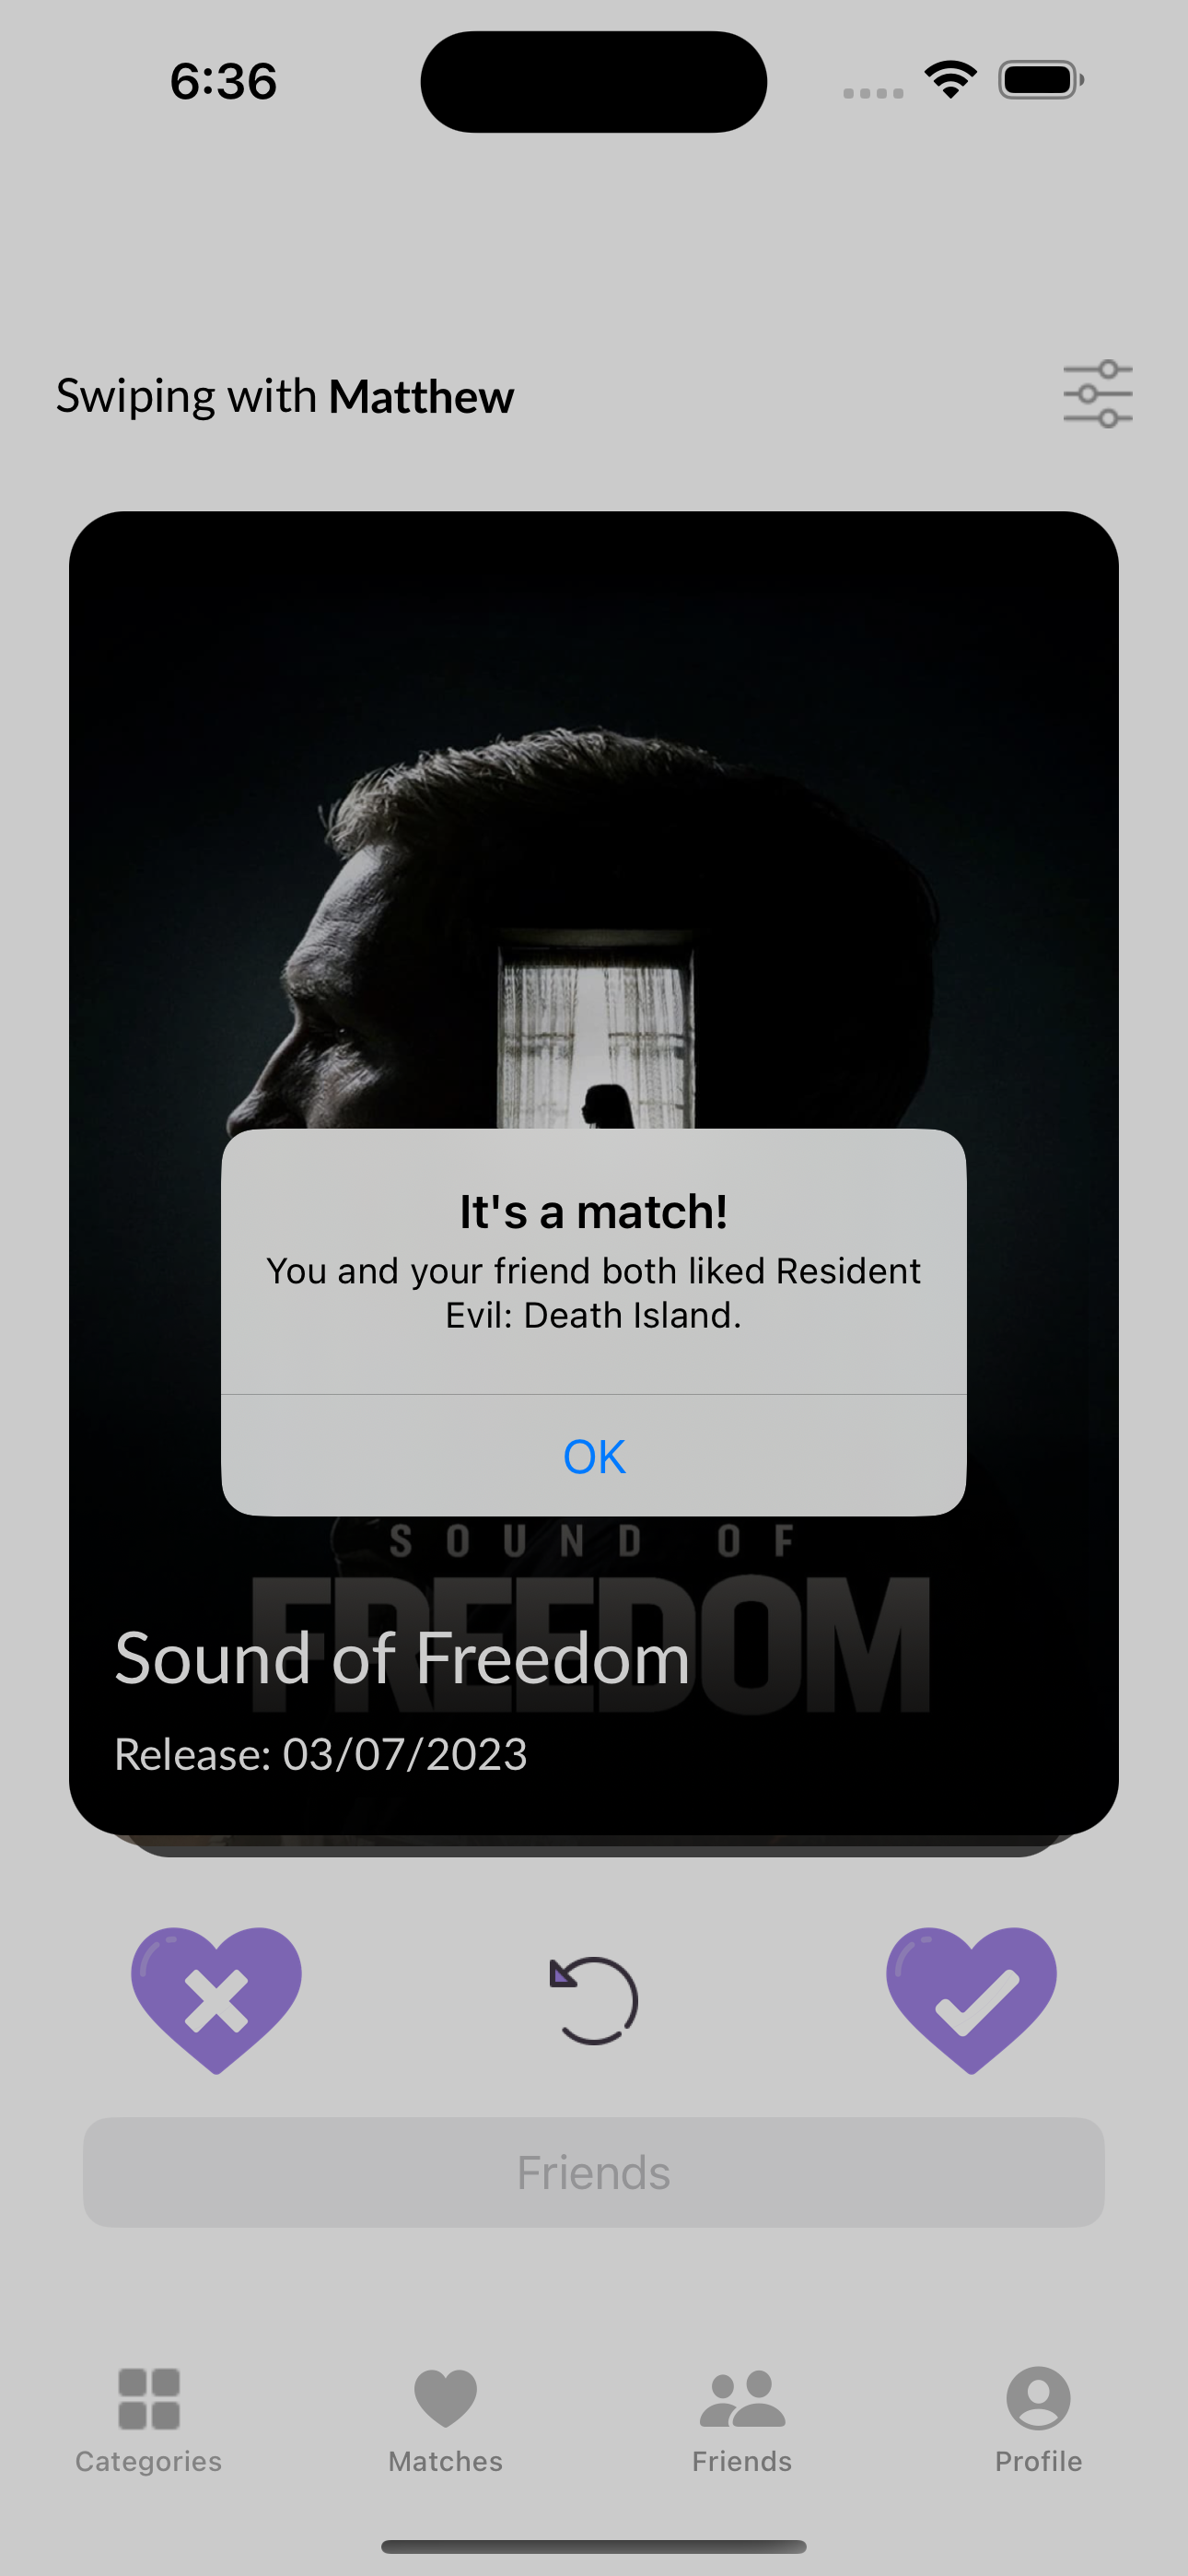 6:36
Swiping with Matthew
It's a match!
You and your friend both liked Resident
Evil: Death Island.
OK
SOUND OF
FREEDOM
Sound of Freedom
Release: 03/07/2023
Friends
Categories
Matches
Friends
Profile